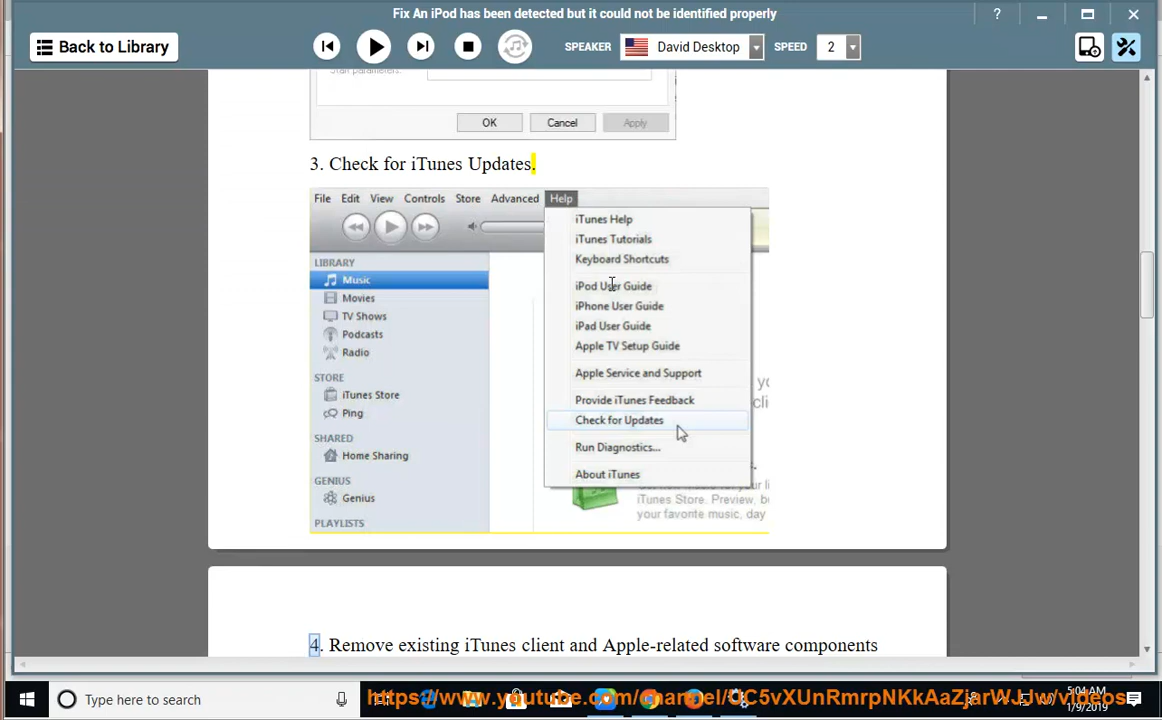 Fix An iPod has been detected but it could not be identified properly
Back to Library
SPEAKER David Desktop SPEED 2
Start parameters:
OK Cancel Apply
3. Check for iTunes Updates.
File Edit View Controls Store Advanced Help
iTunes Help
iTunes Tutorials
Keyboard Shortcuts
iPod User Guide
iPhone User Guide
iPad User Guide
Apple TV Setup Guide
Apple Service and Support
Provide iTunes Feedback
Check for Updates
Run Diagnostics...
About iTunes
LIBRARY
Music
Movies
TV Shows
Podcasts
Radio
STORE
iTunes Store
Ping
SHARED
Home Sharing
GENIUS
Genius
PLAYLISTS
iTunes Store. Preview, b
your favorite music, day
4. Remove existing iTunes client and Apple-related software components
Type here to search
5:04 AM
1/9/2019